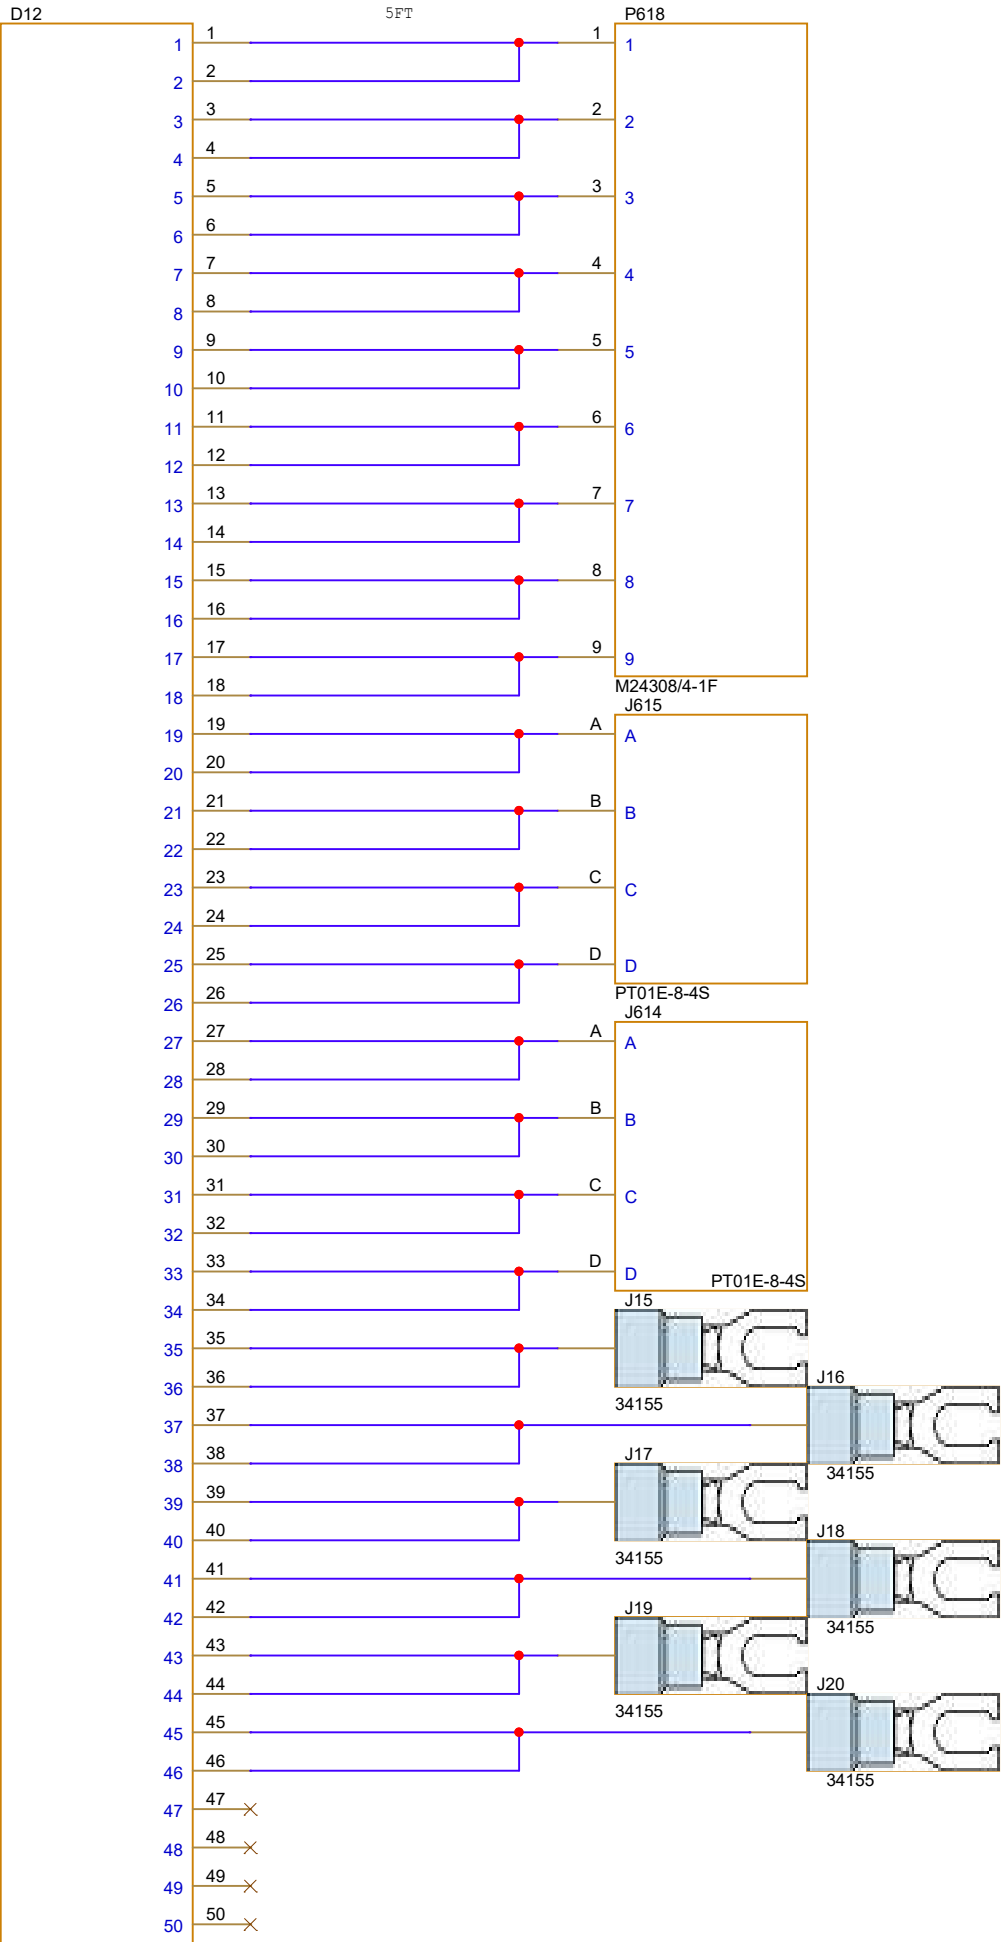 D12 5FT P618
1 1 1 1
2 2
3 3 2 2
4 4
5 5 3 3
6 6
7 7 4 4
8 8
9 9 5 5
10 10
11 11 6 6
12 12
13 13 7 7
14 14
15 15 8 8
16 16
17 17 9 9
18 18
M24308/4-1F
J615
19 19 A A
20 20
21 21 B B
22 22
23 23 C C
24 24
25 25 D D
26 26
PT01E-8-4S
J614
27 27 A A
28 28
29 29 B B
30 30
31 31 C C
32 32
33 33 D D
PT01E-8-4S
34 34
J15
35 35
36 36
J16
34155
37 37
38 38
J17
34155
39 39
40 40
J18
34155
41 41
42 42
J19
34155
43 43
44 44
J20
34155
45 45
46 46
34155
47 47
48 48
49 49
50 50